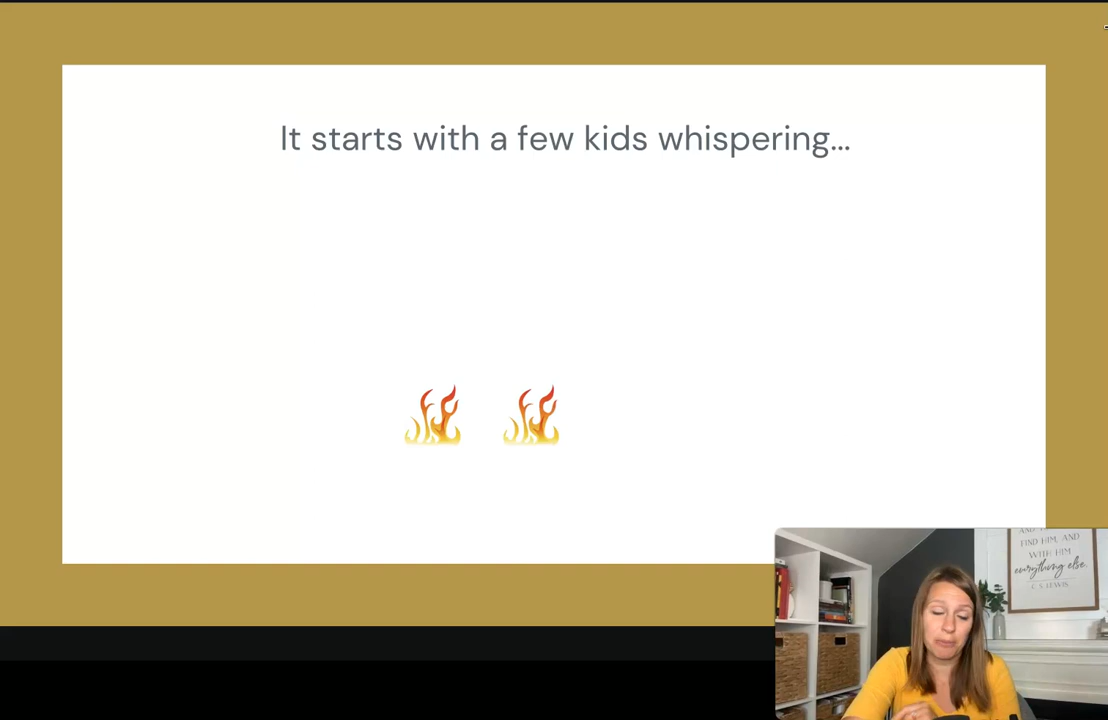 It starts with a few kids whispering...
FIND HIM, AND
WITH HIM
everything else.
C. S. LEWIS